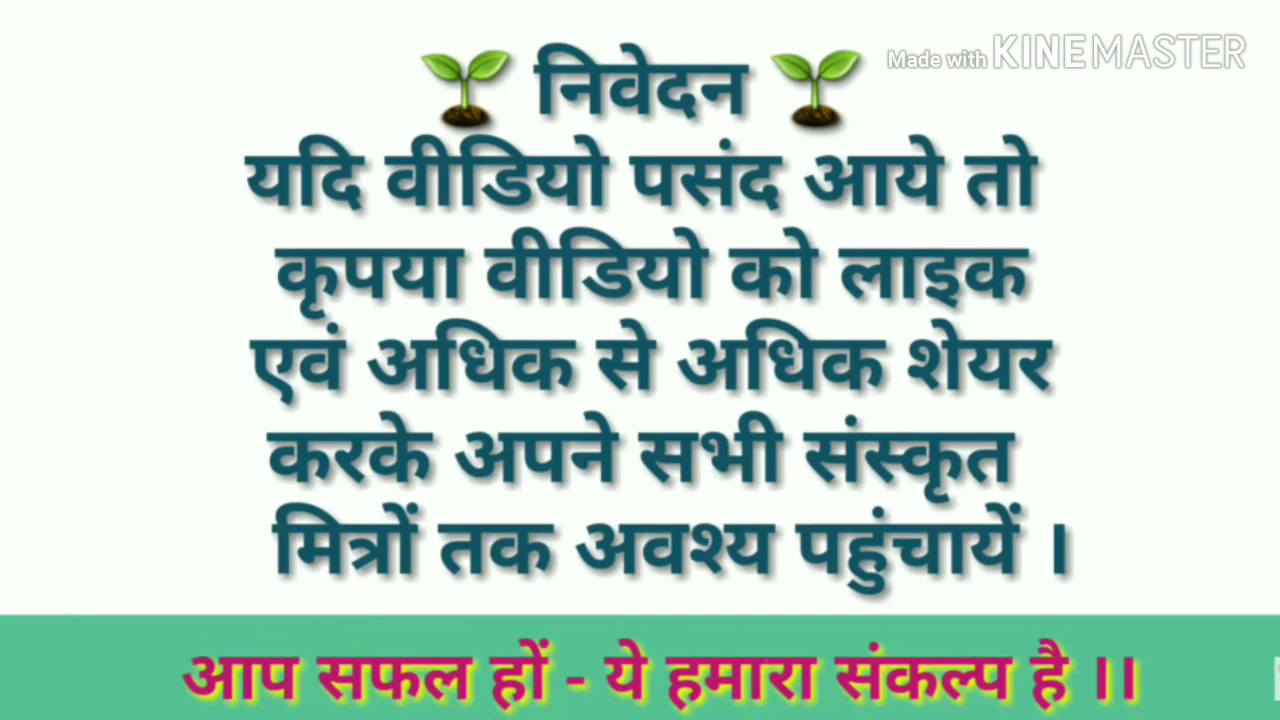 Made with KINEMASTER
🌱 निवेदन 🌱
यदि वीडियो पसंद आये तो
कृपया वीडियो को लाइक
एवं अधिक से अधिक शेयर
करके अपने सभी संस्कृत
मित्रों तक अवश्य पहुंचायें ।
आप सफल हों - ये हमारा संकल्प है ।।